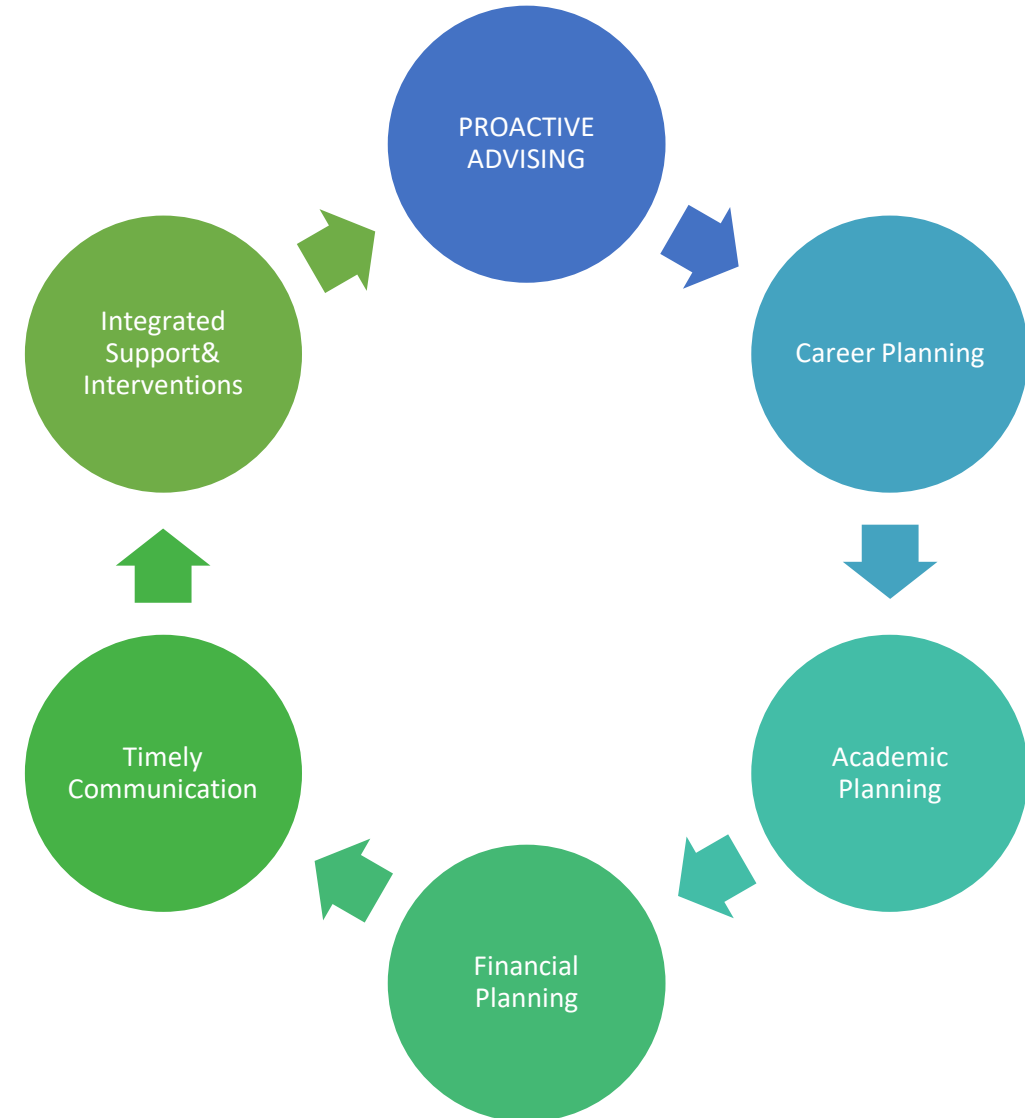 PROACTIVE
ADVISING
Career Planning
Academic
Planning
Financial
Planning
Timely
Communication
Integrated
Support&
Interventions